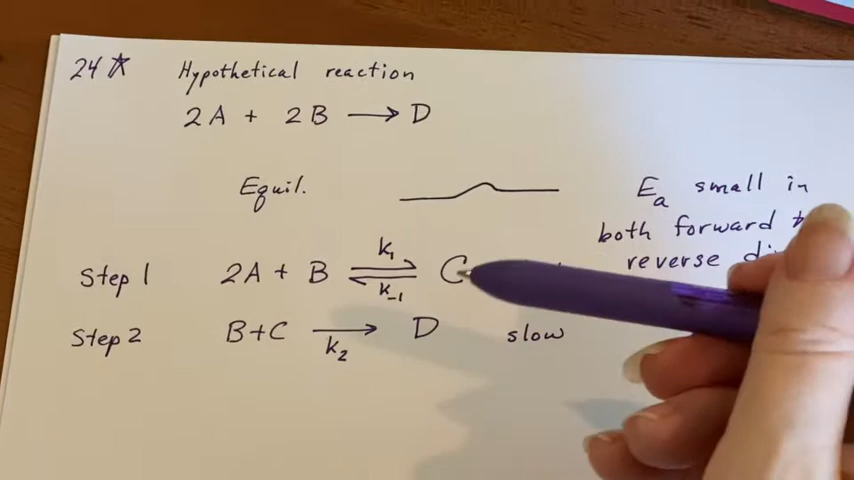 24 ☆ Hypothetical reaction
2A + 2B → D
Equil.
Ea small in
both forward
reverse
Step 1 2A + B ⇌ C
k1
k-1
Step 2 B+C → D slow
k2